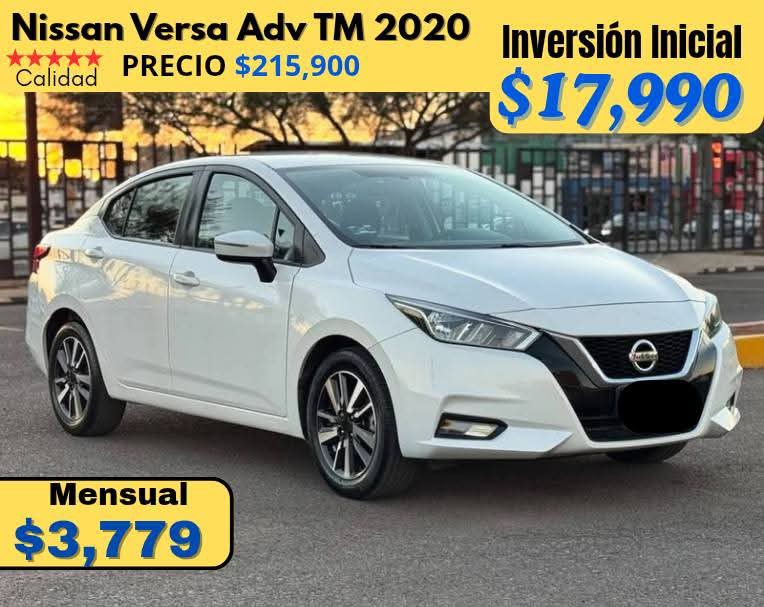 Nissan Versa Adv TM 2020
Calidad
PRECIO $215,900
Inversión Inicial
$17,990
Mensual
$3,779